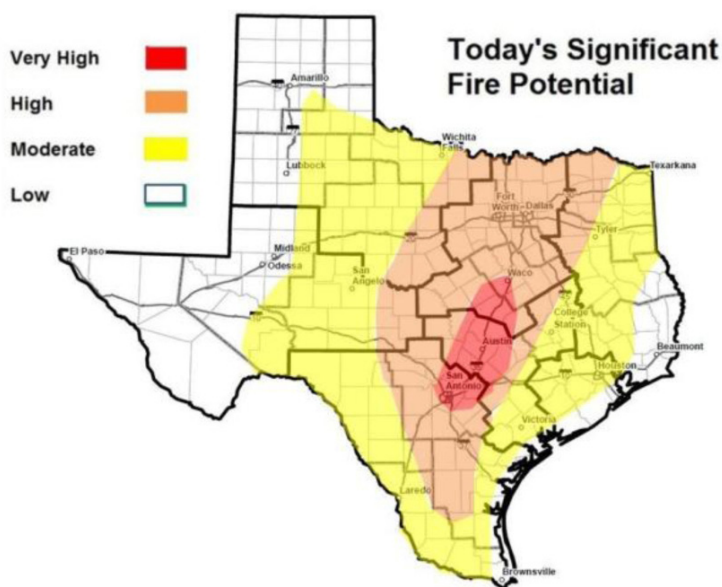 Today's Significant
Fire Potential
Very High
High
Moderate
Low
Amarillo
Lubbock
Wichita
Falls
Texarkana
Fort
Worth
Dallas
Tyler
El Paso
Midland
Odessa
San
Angelo
Waco
College
Station
Austin
Beaumont
Houston
San
Antonio
Victoria
Laredo
Brownsville